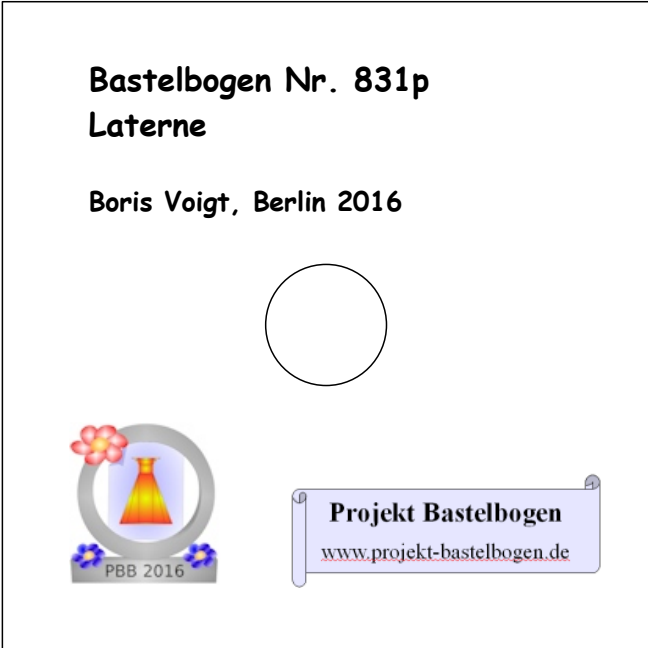 Bastelbogen Nr. 831p
Laterne
Boris Voigt, Berlin 2016
PBB 2016
Projekt Bastelbogen
www.projekt-bastelbogen.de